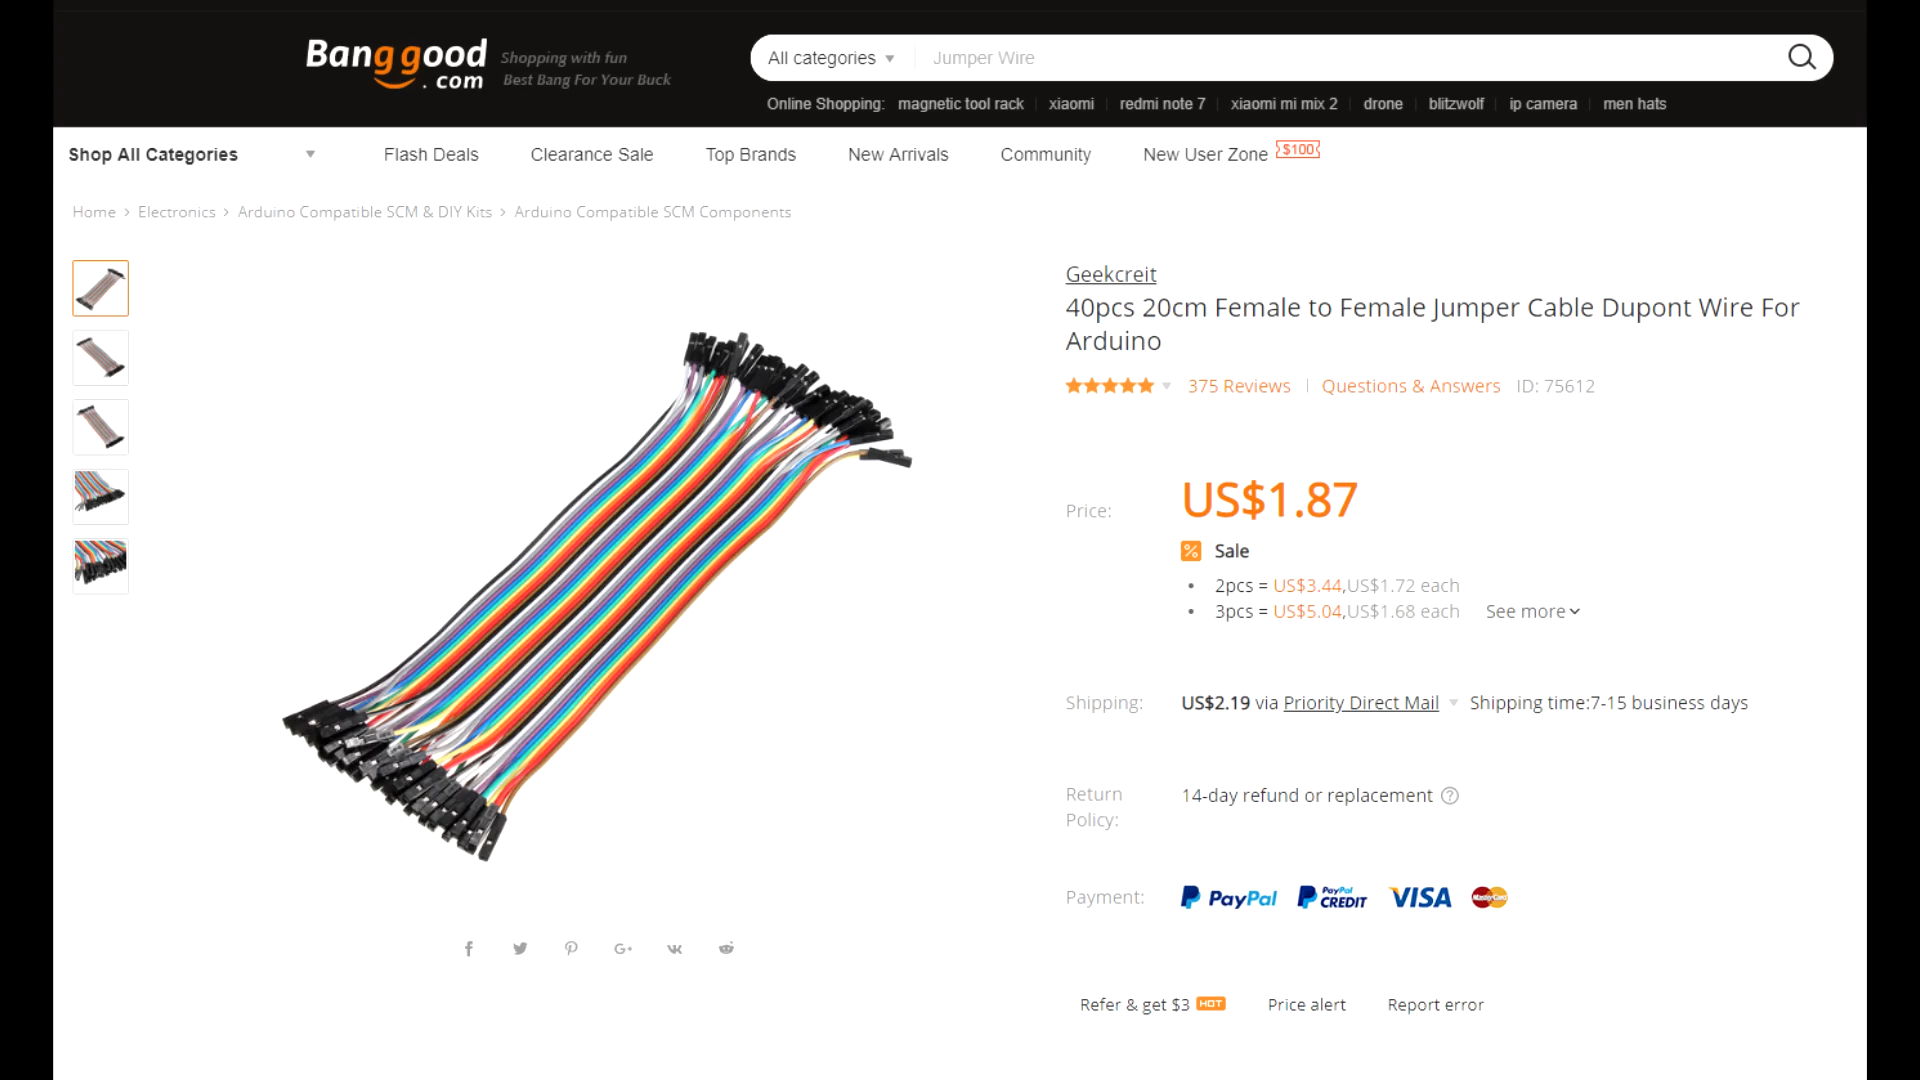 Banggood
.com
Shopping with fun
Best Bang For Your Buck
All categories
Jumper Wire
Online Shopping: magnetic tool rack xiaomi redmi note 7 xiaomi mi mix 2 drone blitzwolf ip camera men hats
Shop All Categories Flash Deals Clearance Sale Top Brands New Arrivals Community New User Zone $100
Home > Electronics > Arduino Compatible SCM & DIY Kits > Arduino Compatible SCM Components
Geekcreit
40pcs 20cm Female to Female Jumper Cable Dupont Wire For
Arduino
375 Reviews | Questions & Answers ID: 75612
Price: US$1.87
% Sale
• 2pcs = US$3.44,US$1.72 each
• 3pcs = US$5.04,US$1.68 each See more
Shipping: US$2.19 via Priority Direct Mail Shipping time:7-15 business days
Return
Policy:
14-day refund or replacement ?
Payment: PayPal PayPal CREDIT VISA MasterCard
f G+ VK
Refer & get $3 HOT Price alert Report error